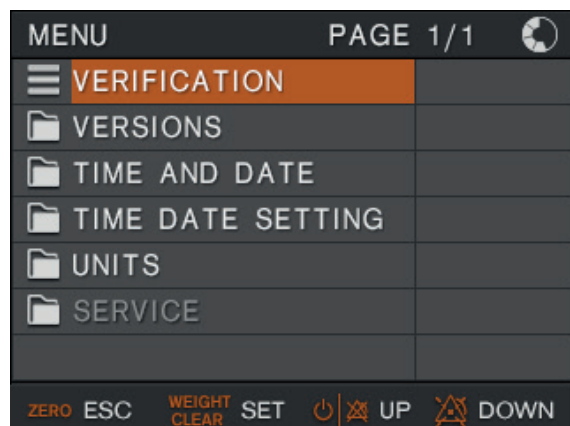 MENU PAGE 1/1
VERIFICATION
VERSIONS
TIME AND DATE
TIME DATE SETTING
UNITS
SERVICE
ZERO ESC WEIGHT CLEAR SET UP DOWN